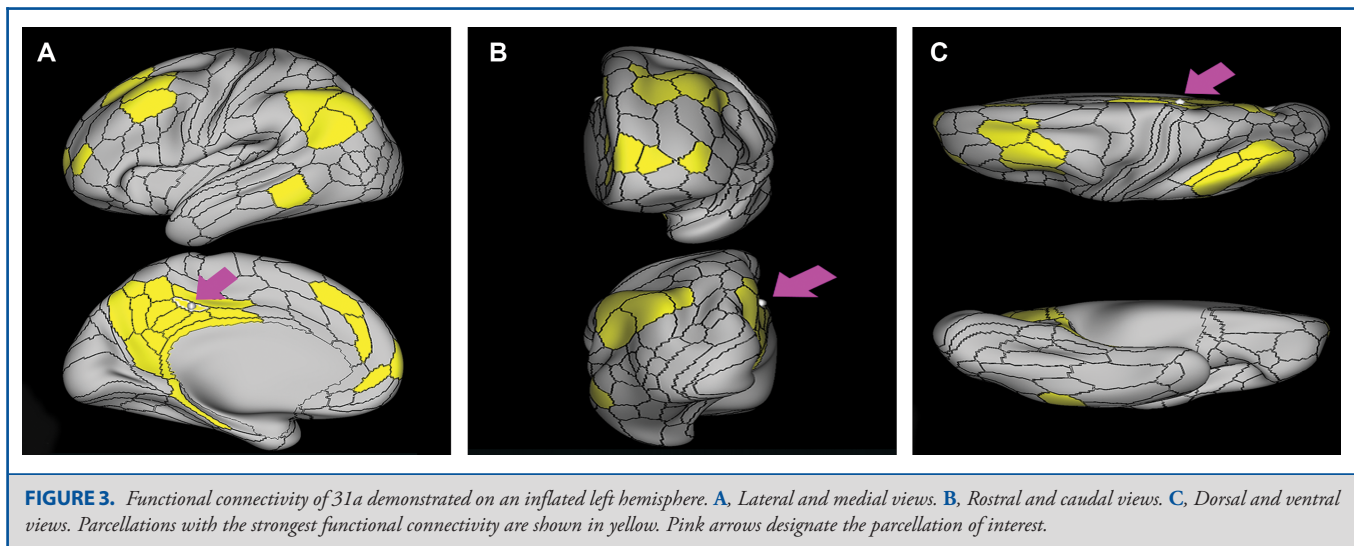 A
B
C
FIGURE 3. Functional connectivity of 31a demonstrated on an inflated left hemisphere. A, Lateral and medial views. B, Rostral and caudal views. C, Dorsal and ventral
views. Parcellations with the strongest functional connectivity are shown in yellow. Pink arrows designate the parcellation of interest.